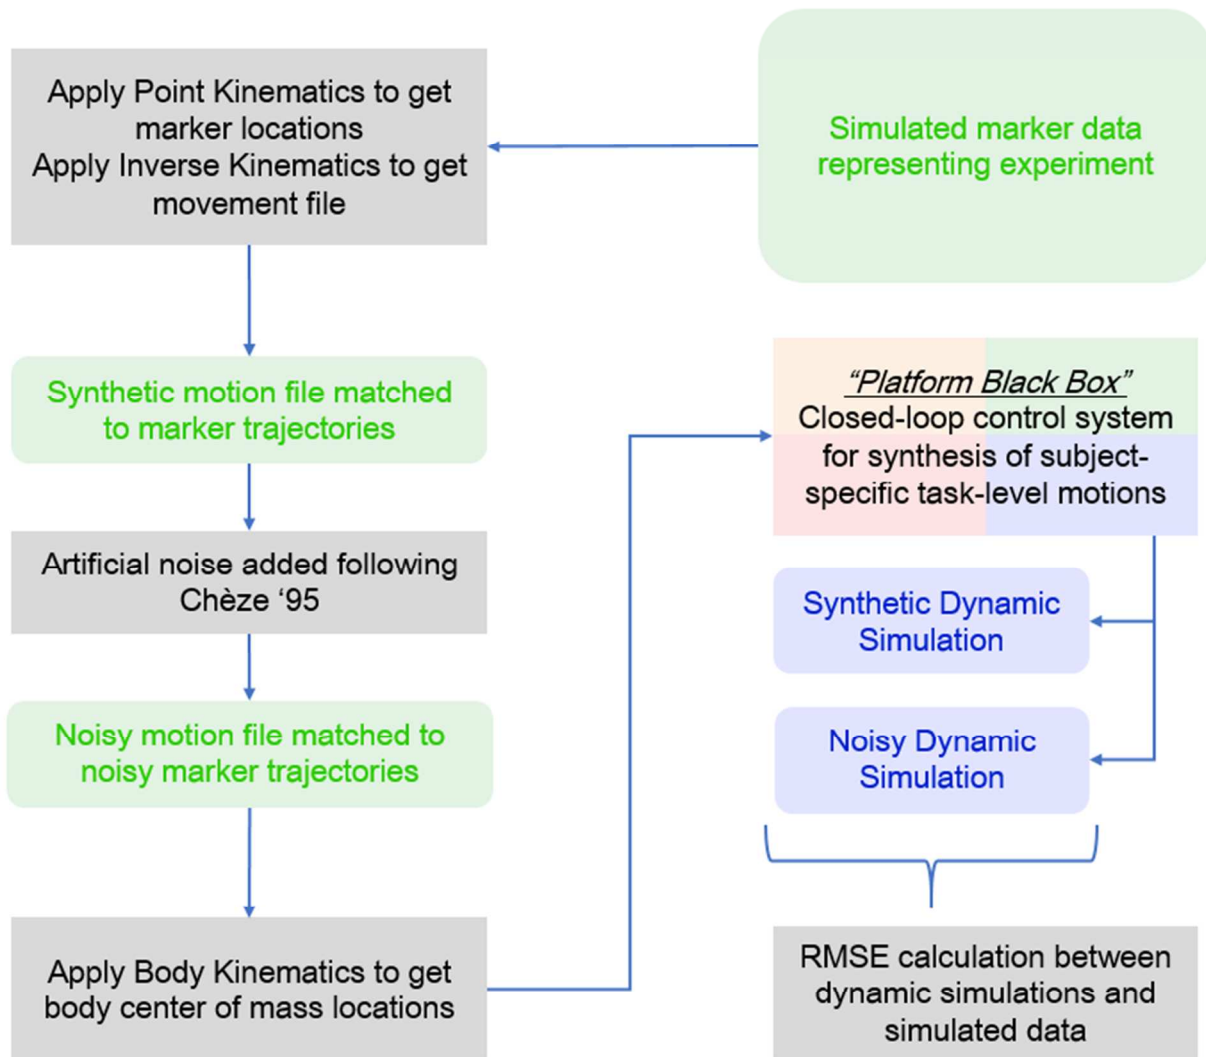 Apply Point Kinematics to get
marker locations
Apply Inverse Kinematics to get
movement file
Simulated marker data
representing experiment
Synthetic motion file matched
to marker trajectories
"Platform Black Box"
Closed-loop control system
for synthesis of subject-
specific task-level motions
Artificial noise added following
Chèze ‘95
Synthetic Dynamic
Simulation
Noisy motion file matched to
noisy marker trajectories
Noisy Dynamic
Simulation
Apply Body Kinematics to get
body center of mass locations
RMSE calculation between
dynamic simulations and
simulated data